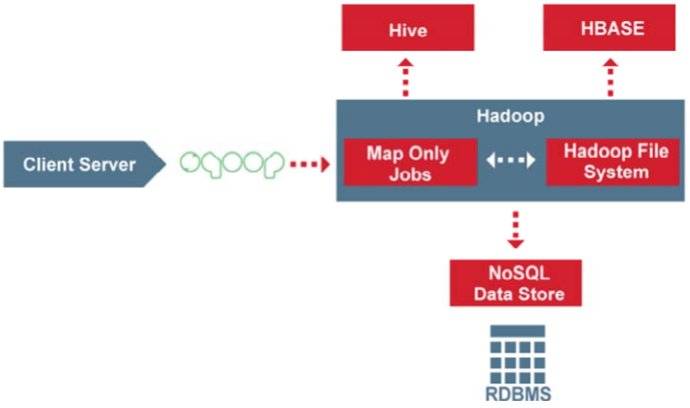 Hive
HBASE
Hadoop
Client Server
sqoop
Map Only
Jobs
Hadoop File
System
NoSQL
Data Store
RDBMS